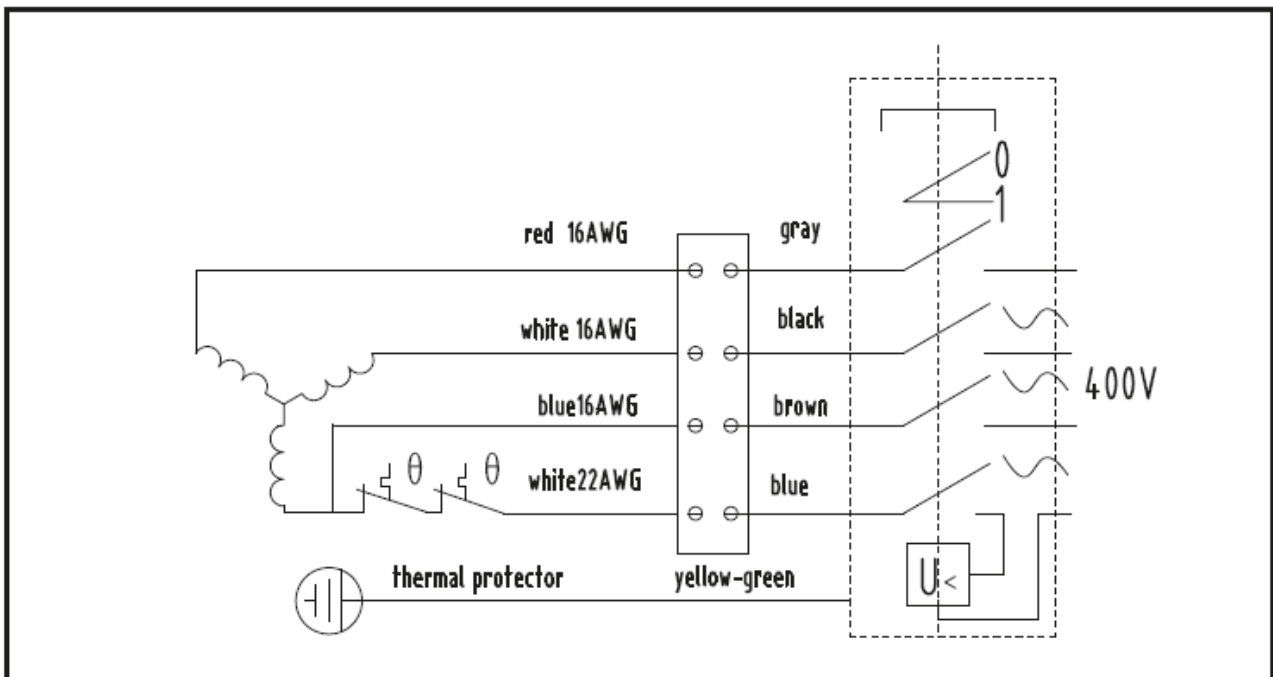 0
1
red 16AWG
gray
white 16AWG
black
400V
blue16AWG
brown
θ θ
white22AWG
blue
U<
thermal protector
yellow-green